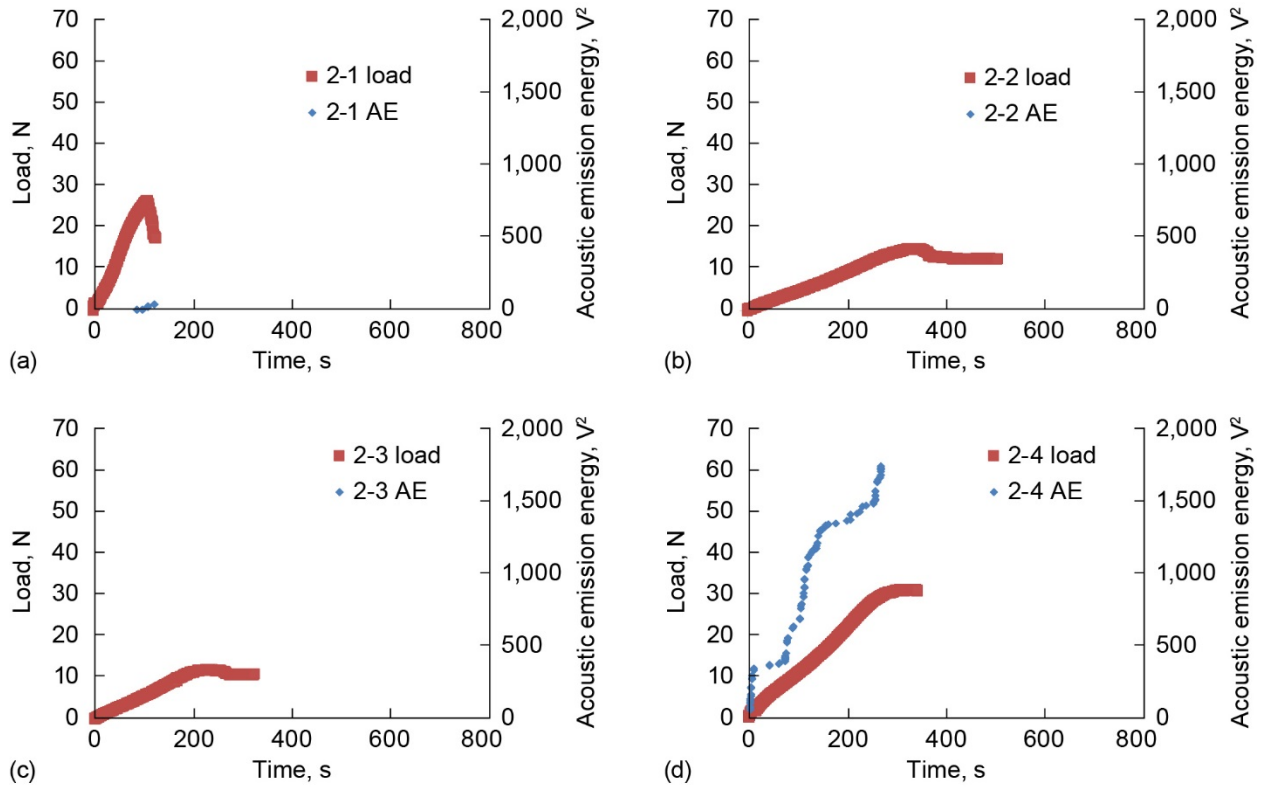 70
60
50
40
30
20
10
0
Load, N
2-1 load
2-1 AE
2,000
1,500
1,000
500
0
Acoustic emission energy, V²
0 200 400 600 800
Time, s
(a)
70
60
50
40
30
20
10
0
Load, N
2-2 load
2-2 AE
2,000
1,500
1,000
500
0
Acoustic emission energy, V²
0 200 400 600 800
Time, s
(b)
70
60
50
40
30
20
10
0
Load, N
2-3 load
2-3 AE
2,000
1,500
1,000
500
0
Acoustic emission energy, V²
0 200 400 600 800
Time, s
(c)
70
60
50
40
30
20
10
0
Load, N
2-4 load
2-4 AE
2,000
1,500
1,000
500
0
Acoustic emission energy, V²
0 200 400 600 800
Time, s
(d)